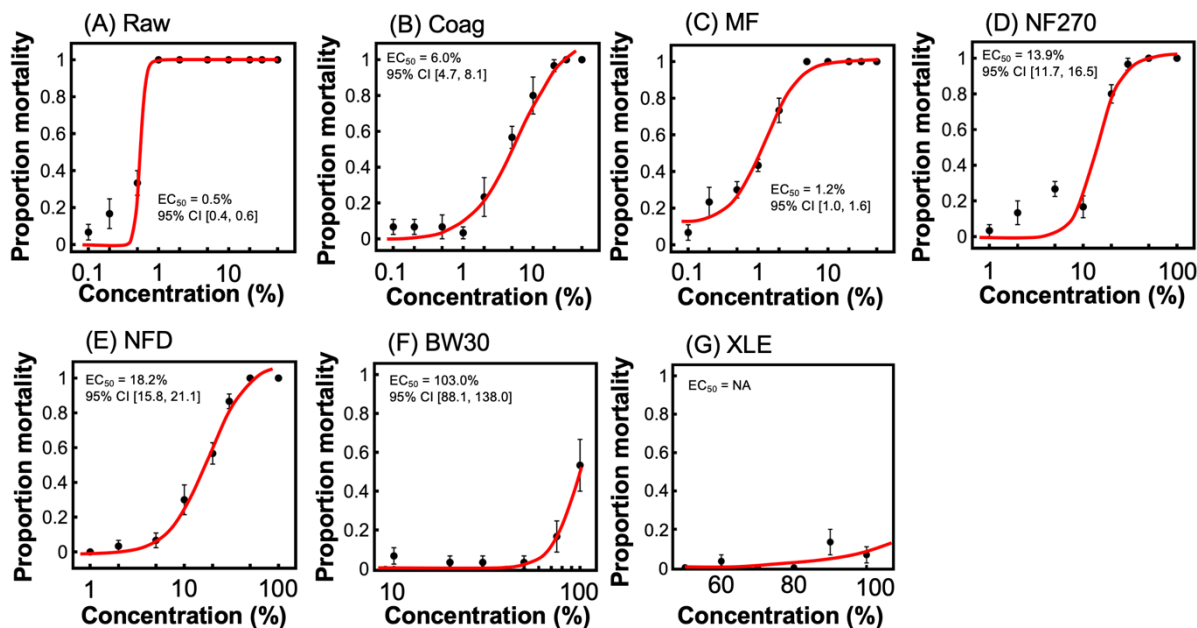 (A) Raw
Proportion mortality
1
0.8
0.6
0.4
0.2
0
EC50 = 0.5%
95% CI [0.4, 0.6]
0.1 1 10
Concentration (%)
(B) Coag
Proportion mortality
EC50 = 6.0%
95% CI [4.7, 8.1]
1
0.8
0.6
0.4
0.2
0
0.1 1 10
Concentration (%)
(C) MF
Proportion mortality
1
0.8
0.6
0.4
0.2
0
EC50 = 1.2%
95% CI [1.0, 1.6]
0.1 1 10
Concentration (%)
(D) NF270
Proportion mortality
EC50 = 13.9%
95% CI [11.7, 16.5]
1
0.8
0.6
0.4
0.2
0
1 10 100
Concentration (%)
(E) NFD
Proportion mortality
EC50 = 18.2%
95% CI [15.8, 21.1]
1
0.8
0.6
0.4
0.2
0
1 10 100
Concentration (%)
(F) BW30
Proportion mortality
EC50 = 103.0%
95% CI [88.1, 138.0]
1
0.8
0.6
0.4
0.2
0
10 100
Concentration (%)
(G) XLE
Proportion mortality
EC50 = NA
1
0.8
0.6
0.4
0.2
0
60 80 100
Concentration (%)